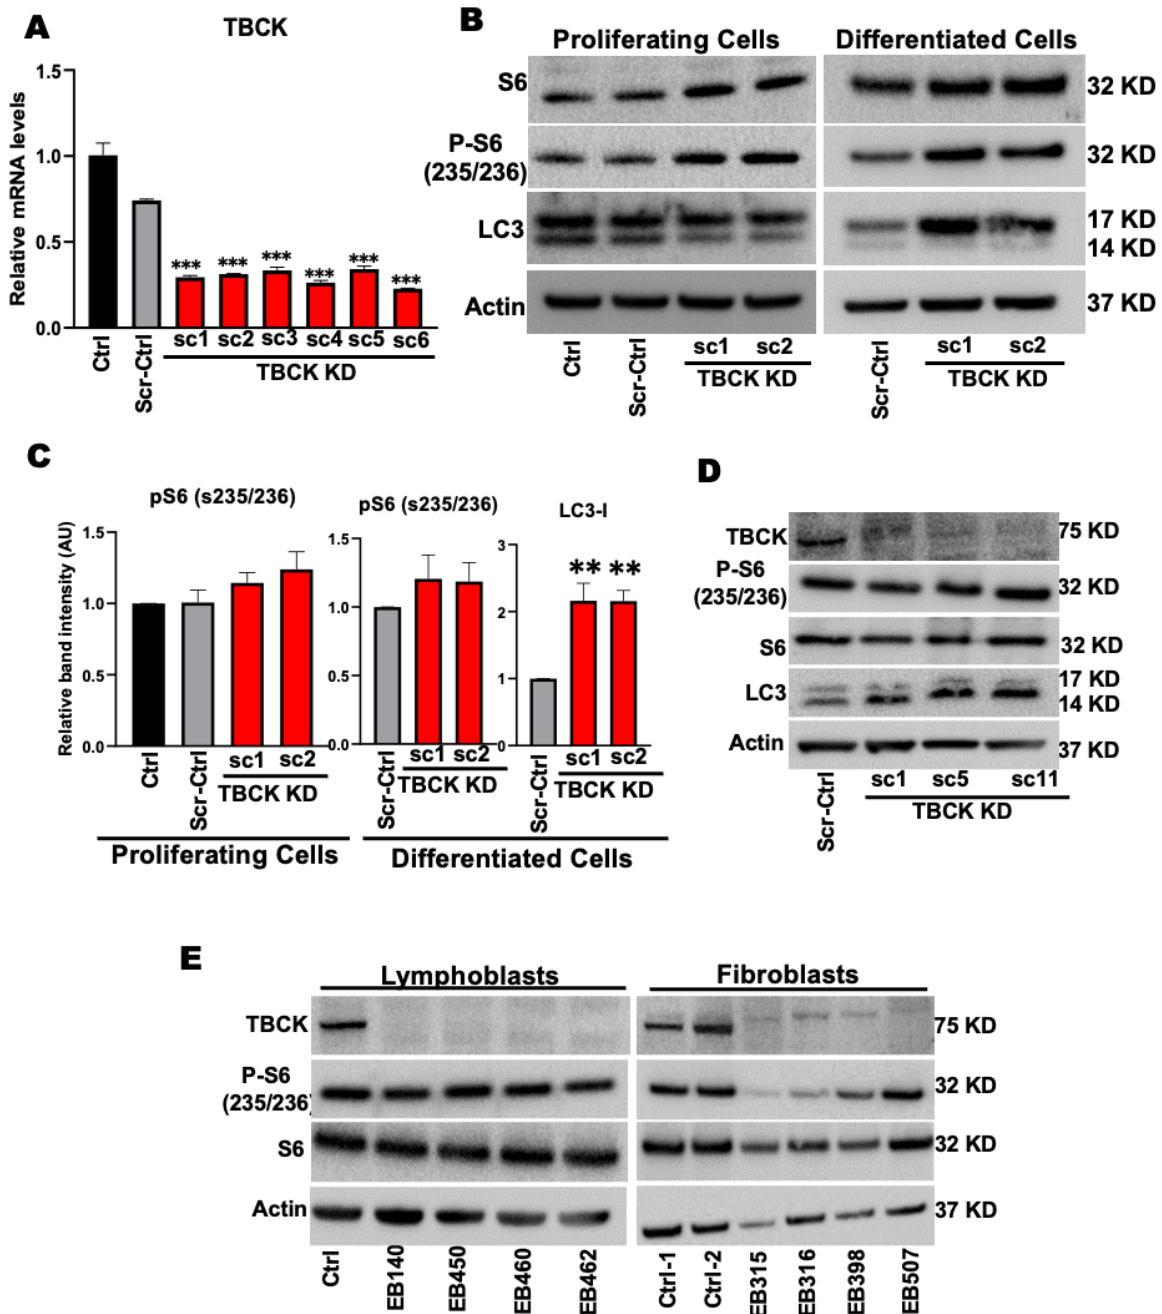 A
TBCK
Relative mRNA levels
1.5
1.0
0.5
0.0
*** *** *** *** *** ***
Ctrl
Scr-Ctrl
sc1 sc2 sc3 sc4 sc5 sc6
TBCK KD
B
Proliferating Cells
Differentiated Cells
S6
32 KD
P-S6
(235/236)
32 KD
LC3
17 KD
14 KD
Actin
37 KD
Ctrl
Scr-Ctrl
sc1 sc2
TBCK KD
Scr-Ctrl
sc1 sc2
TBCK KD
C
pS6 (s235/236)
Relative band intensity (AU)
1.5
1.0
0.5
0.0
Ctrl
Scr-Ctrl
sc1 sc2
TBCK KD
Proliferating Cells
pS6 (s235/236)
1.5
1.0
0.5
0.0
Scr-Ctrl
sc1 sc2
TBCK KD
LC3-I
3
2
1
0
** **
Scr-Ctrl
sc1 sc2
TBCK KD
Differentiated Cells
D
TBCK
75 KD
P-S6
(235/236)
32 KD
S6
32 KD
LC3
17 KD
14 KD
Actin
37 KD
Scr-Ctrl
sc1 sc5 sc11
TBCK KD
E
Lymphoblasts
Fibroblasts
TBCK
75 KD
P-S6
(235/236)
32 KD
S6
32 KD
Actin
37 KD
Ctrl
EB140
EB450
EB460
EB462
Ctrl-1
Ctrl-2
EB315
EB316
EB398
EB507